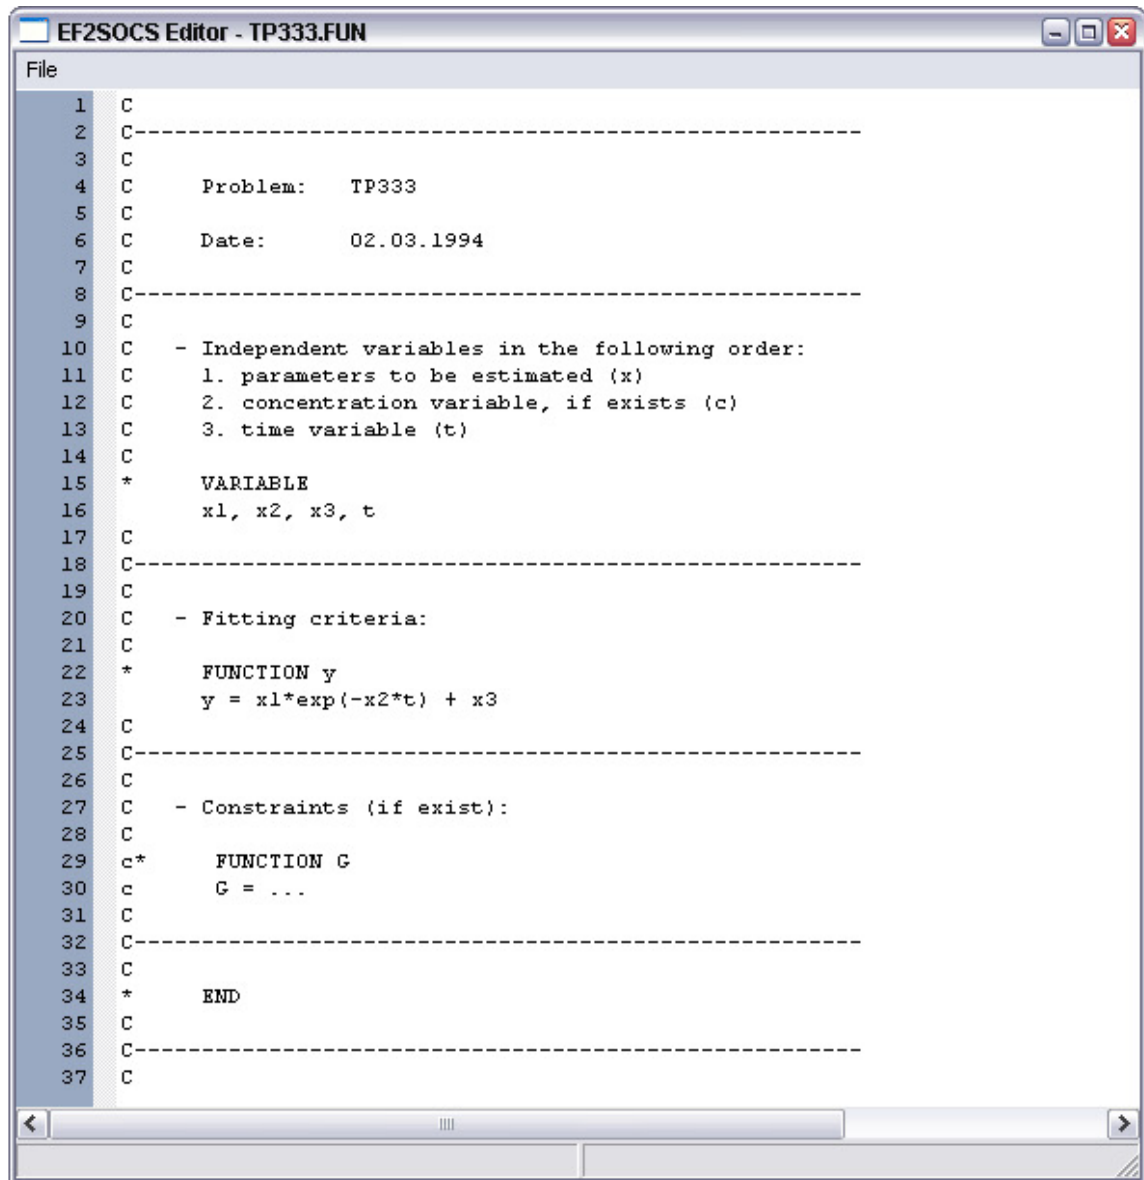 EF2SOCS Editor - TP333.FUN
File
1 C
2 C------------------------------------------------------
3 C
4 C     Problem:   TP333
5 C
6 C     Date:      02.03.1994
7 C
8 C------------------------------------------------------
9 C
10 C   - Independent variables in the following order:
11 C     1. parameters to be estimated (x)
12 C     2. concentration variable, if exists (c)
13 C     3. time variable (t)
14 C
15 *     VARIABLE
16       x1, x2, x3, t
17 C
18 C------------------------------------------------------
19 C
20 C   - Fitting criteria:
21 C
22 *     FUNCTION y
23       y = x1*exp(-x2*t) + x3
24 C
25 C------------------------------------------------------
26 C
27 C   - Constraints (if exist):
28 C
29 c*     FUNCTION G
30 c      G = ...
31 C
32 C------------------------------------------------------
33 C
34 *     END
35 C
36 C------------------------------------------------------
37 C